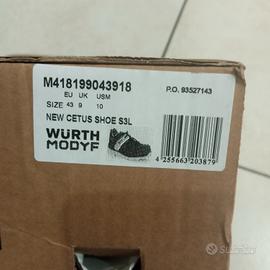 M418199043918
EU UK USM
P.O. 93527143
SIZE 43 9 10
NEW CETUS SHOE S3L
WÜRTH
MODYF
4 255663 203879
subito